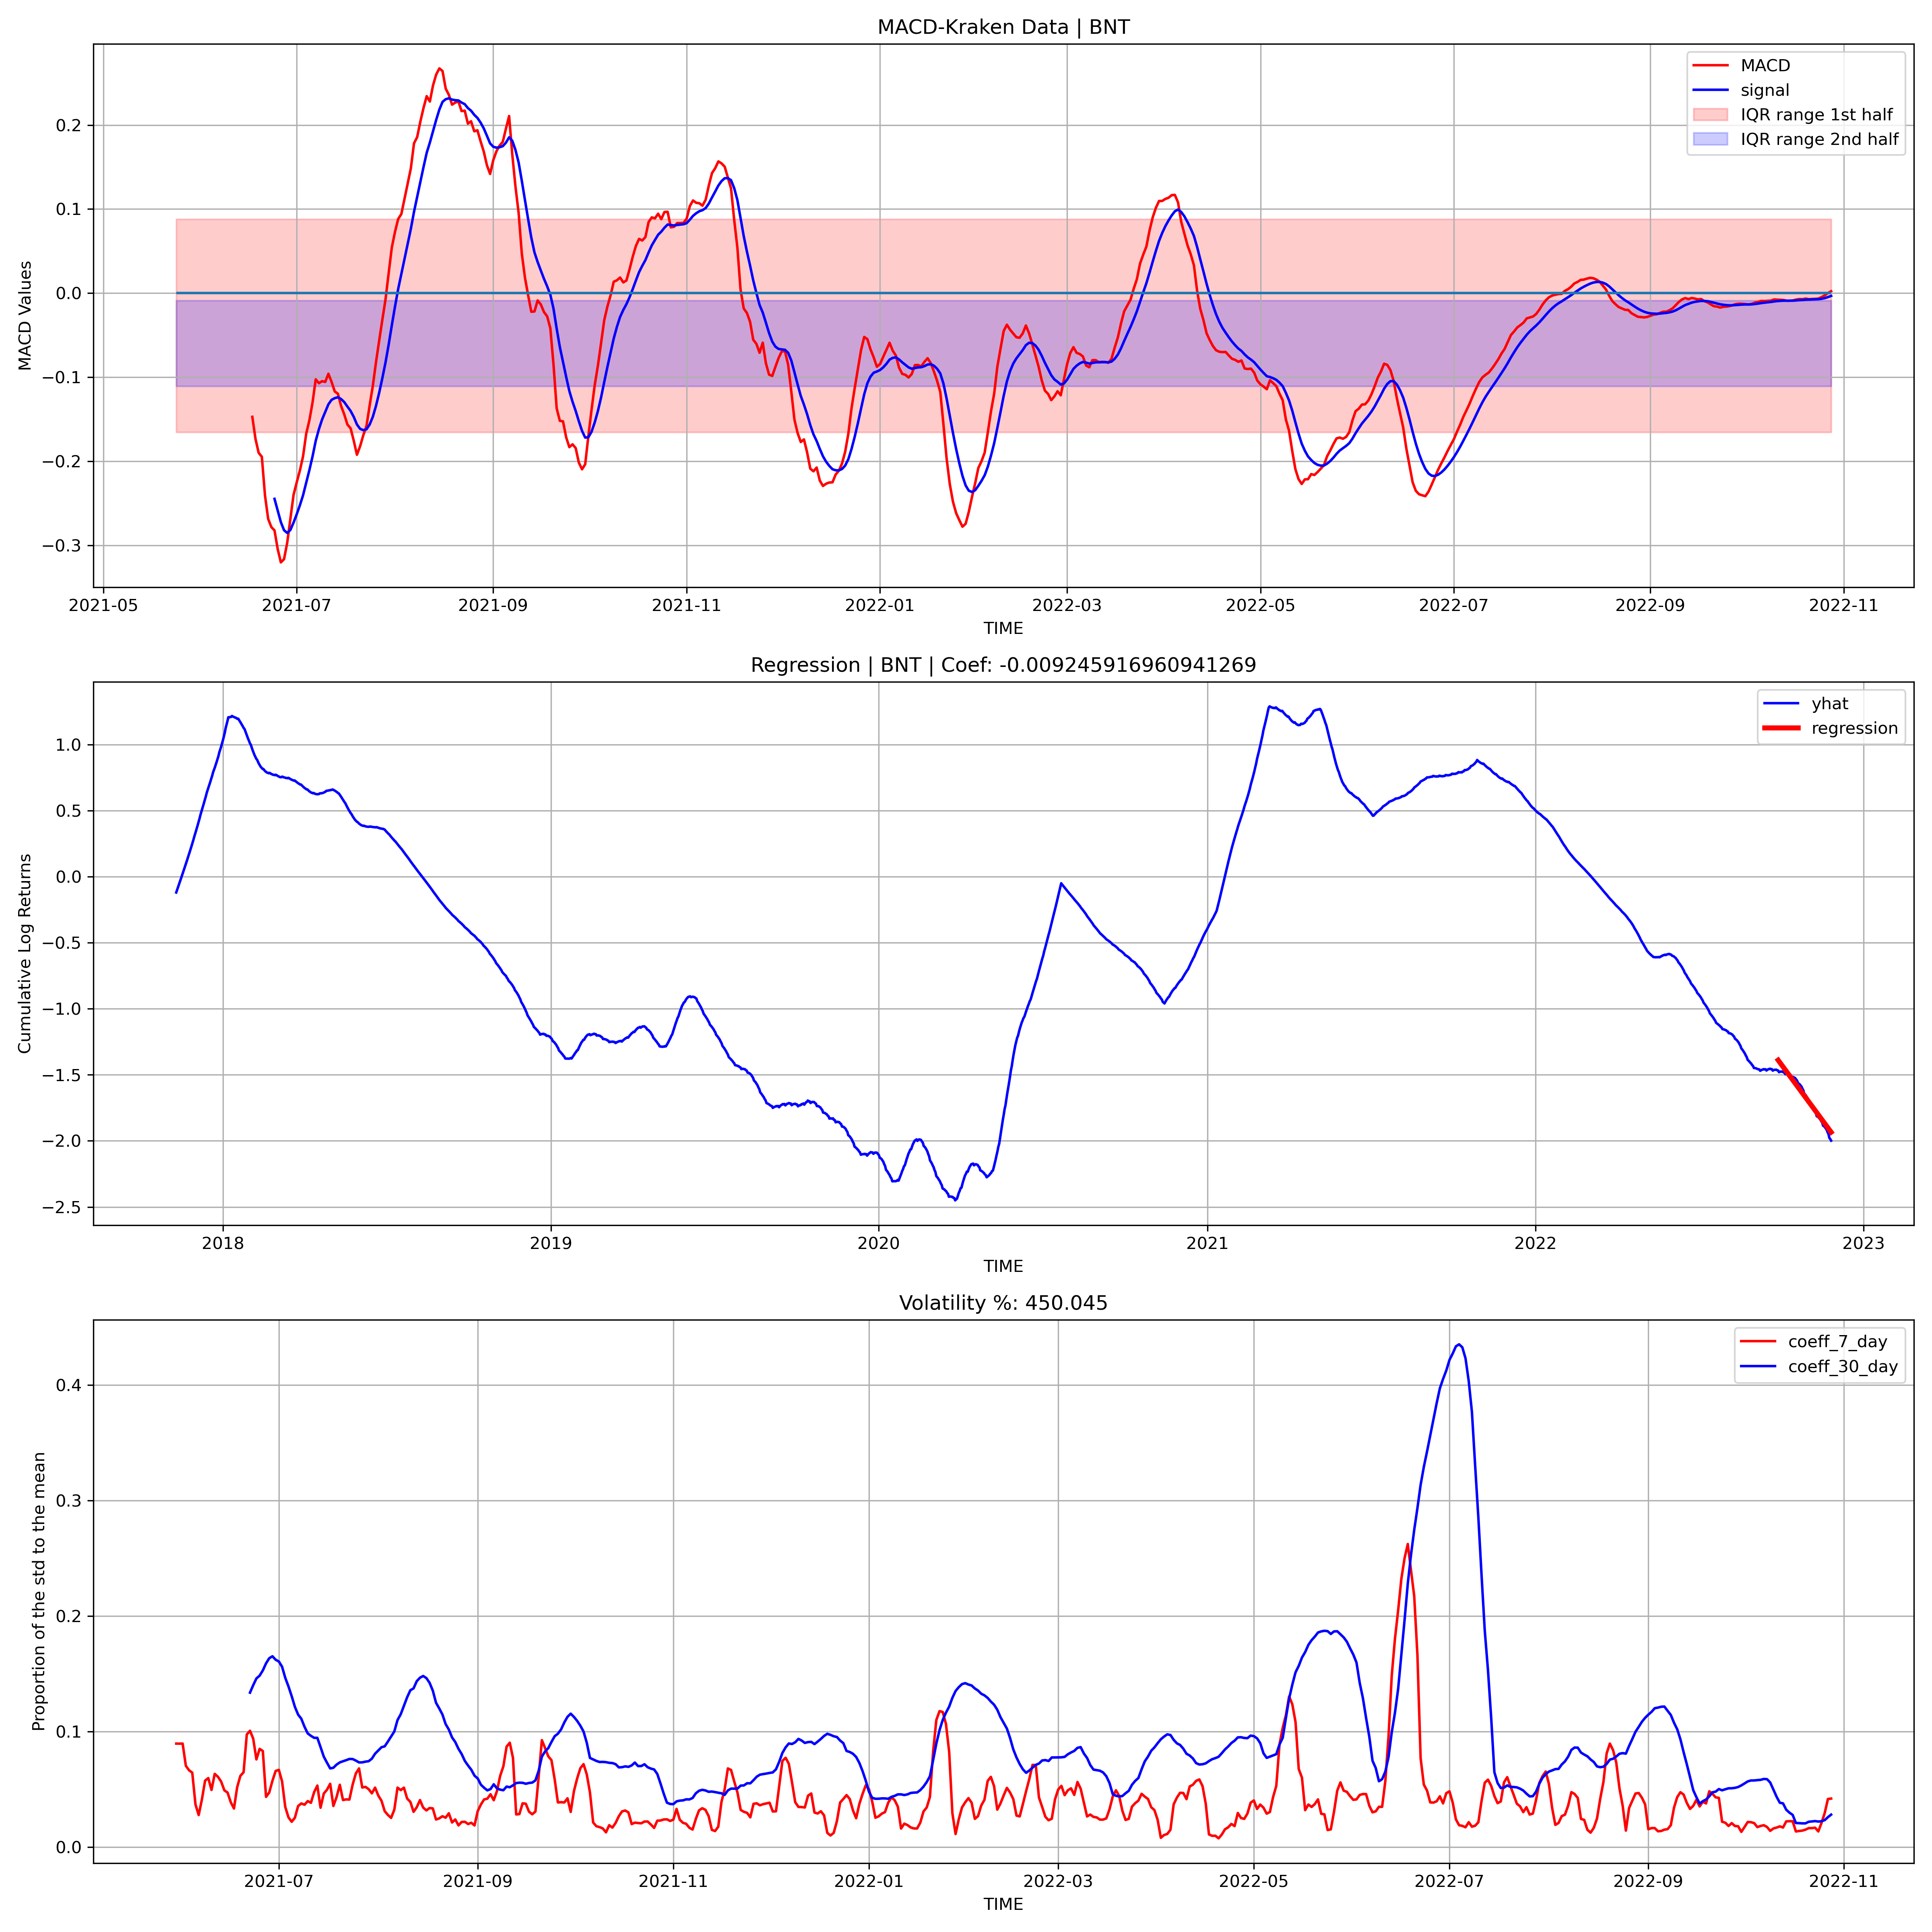 MACD-Kraken Data | BNT
MACD
signal
IQR range 1st half
IQR range 2nd half
MACD Values
0.2
0.1
0.0
−0.1
−0.2
−0.3
2021-05 2021-07 2021-09 2021-11 2022-01 2022-03 2022-05 2022-07 2022-09 2022-11
TIME
Regression | BNT | Coef: -0.009245916960941269
yhat
regression
Cumulative Log Returns
1.0
0.5
0.0
−0.5
−1.0
−1.5
−2.0
−2.5
2018 2019 2020 2021 2022 2023
TIME
Volatility %: 450.045
coeff_7_day
coeff_30_day
Proportion of the std to the mean
0.4
0.3
0.2
0.1
0.0
2021-07 2021-09 2021-11 2022-01 2022-03 2022-05 2022-07 2022-09 2022-11
TIME